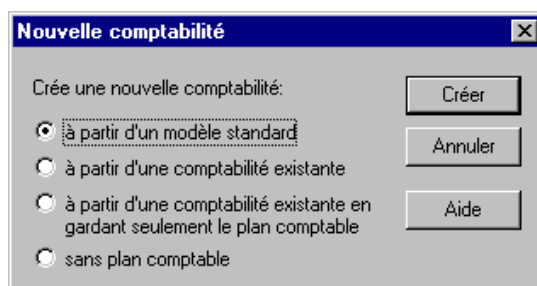 Nouvelle comptabilité
Crée une nouvelle comptabilité:
à partir d'un modèle standard
à partir d'une comptabilité existante
à partir d'une comptabilité existante en
gardant seulement le plan comptable
sans plan comptable
Créer
Annuler
Aide